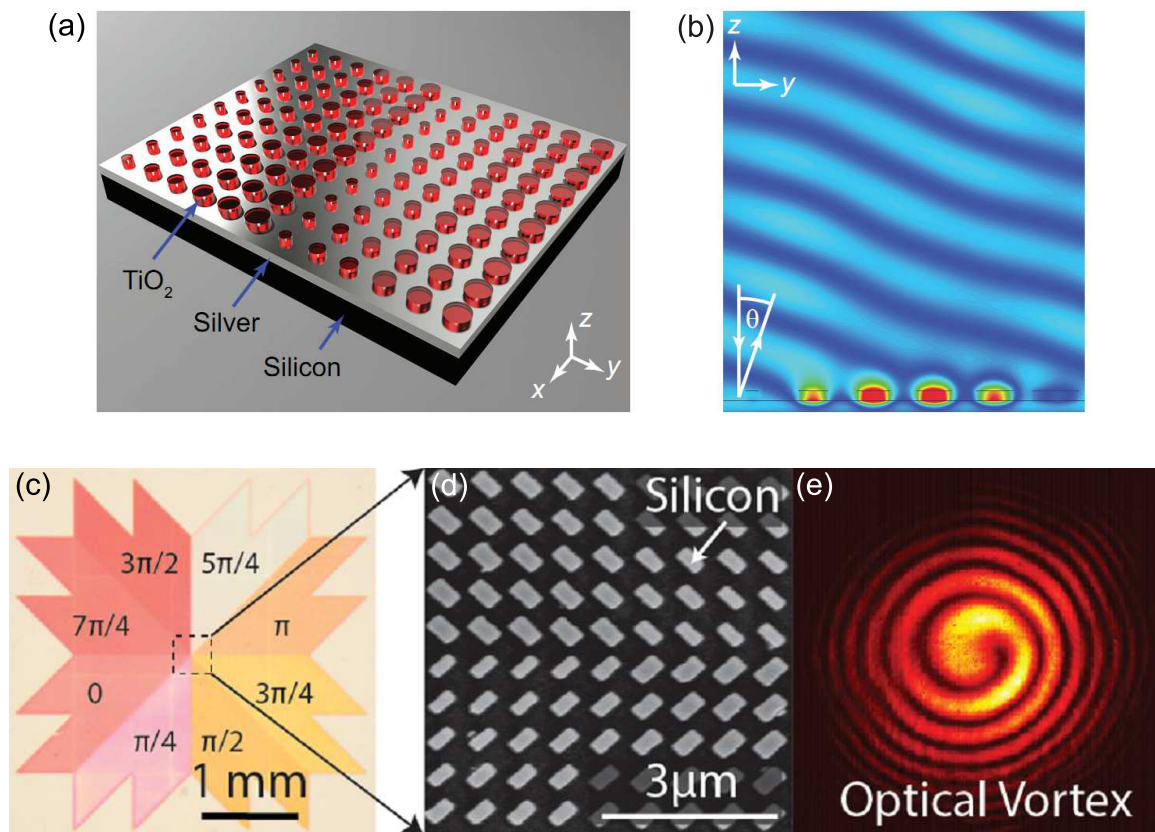 (a)
TiO₂
Silver
Silicon
z
y
x
(b)
z
y
θ
(c)
3π/2
5π/4
7π/4
π
0
3π/4
π/4
π/2
1 mm
(d)
Silicon
3μm
(e)
Optical Vortex